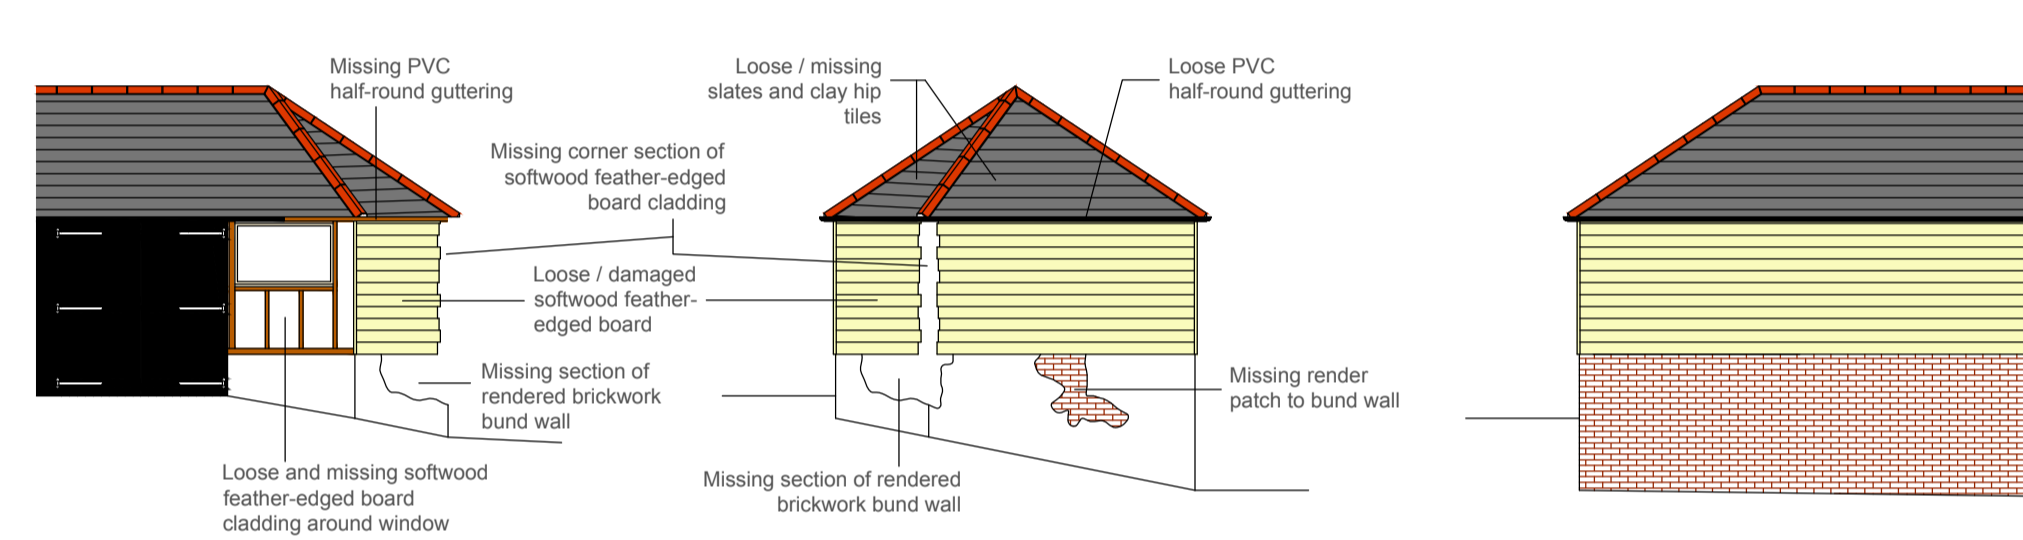 Missing PVC
half-round guttering
Loose / missing
slates and clay hip
tiles
Loose PVC
half-round guttering
Missing corner section of
softwood feather-edged
board cladding
Loose / damaged
softwood feather-
edged board
Missing section of
rendered brickwork
bund wall
Missing render
patch to bund wall
Loose and missing softwood
feather-edged board
cladding around window
Missing section of rendered
brickwork bund wall